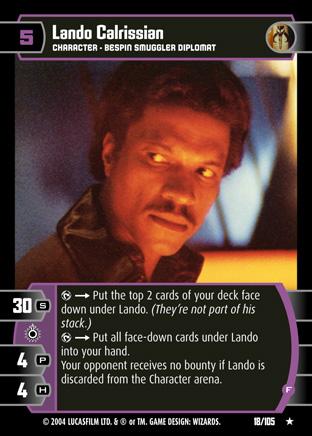 5
Lando Calrissian
CHARACTER • BESPIN SMUGGLER DIPLOMAT
30 S
4 P
4 H
→ Put the top 2 cards of your deck face
down under Lando. (They're not part of his
stack.)
→ Put all face-down cards under Lando
into your hand.
Your opponent receives no bounty if Lando is
discarded from the Character arena.
F
© 2004 LUCASFILM LTD. & ® or TM. GAME DESIGN: WIZARDS.
18/105 ★